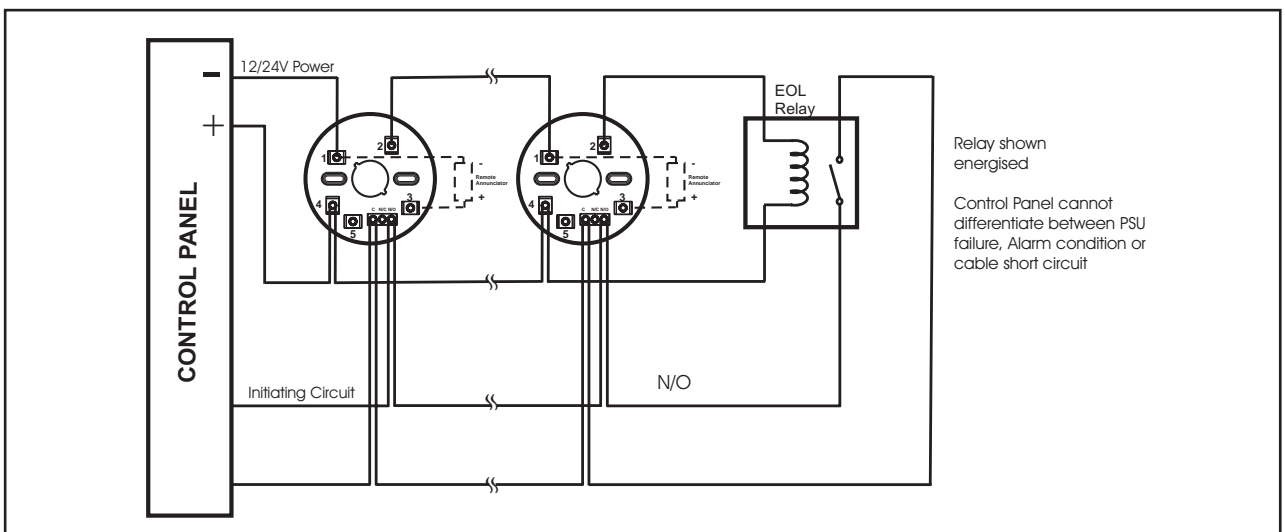 CONTROL PANEL
-
12/24V Power
+
1
2
3
4
5
C N/C N/O
-
Remote
Annunciator
+
1
2
3
4
5
C N/C N/O
-
Remote
Annunciator
+
EOL
Relay
Relay shown
energised
Control Panel cannot
differentiate between PSU
failure, Alarm condition or
cable short circuit
Initiating Circuit
N/O